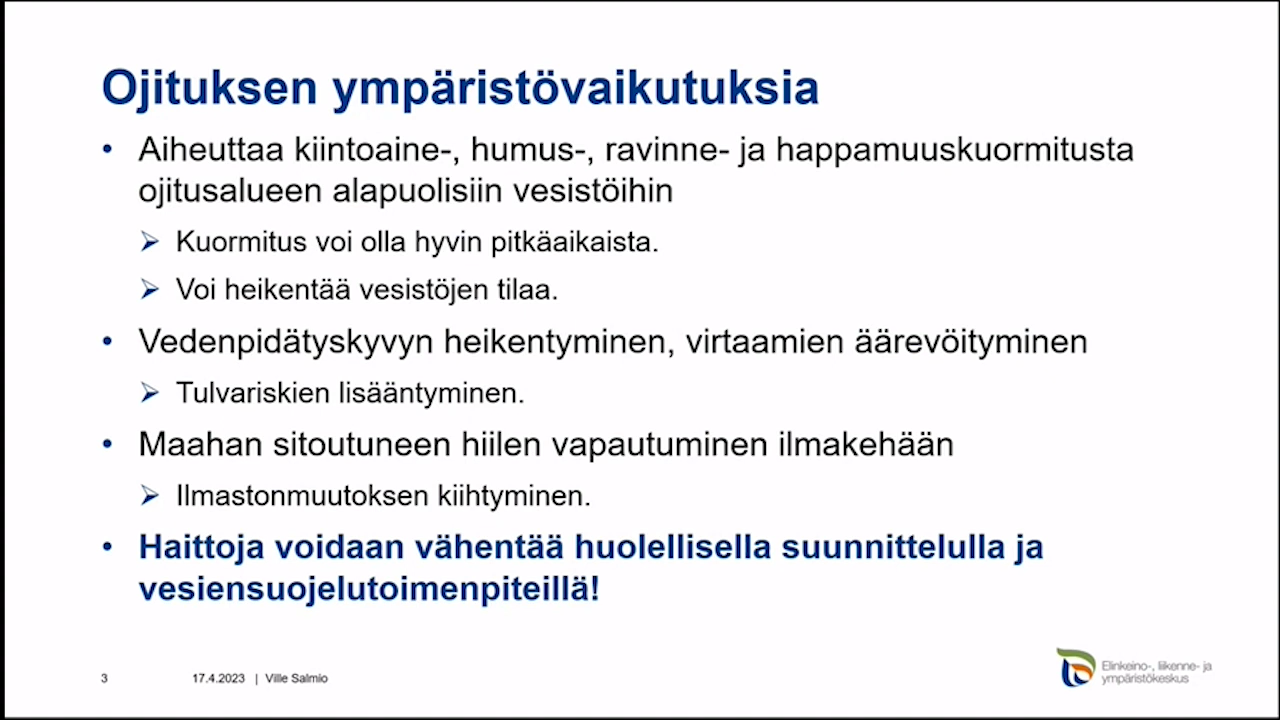 Ojituksen ympäristövaikutuksia
• Aiheuttaa kiintoaine-, humus-, ravinne- ja happamuuskuormitusta
ojitusalueen alapuolisiin vesistöihin
➢ Kuormitus voi olla hyvin pitkäaikaista.
➢ Voi heikentää vesistöjen tilaa.
• Vedenpidätyskyvyn heikentyminen, virtaamien äärevöityminen
➢ Tulvariskien lisääntyminen.
• Maahan sitoutuneen hiilen vapautuminen ilmakehään
➢ Ilmastonmuutoksen kiihtyminen.
• Haittoja voidaan vähentää huolellisella suunnittelulla ja
vesiensuojelutoimenpiteillä!
3 17.4.2023 | Ville Salmio
Elinkeino-, liikenne- ja
ympäristökeskus